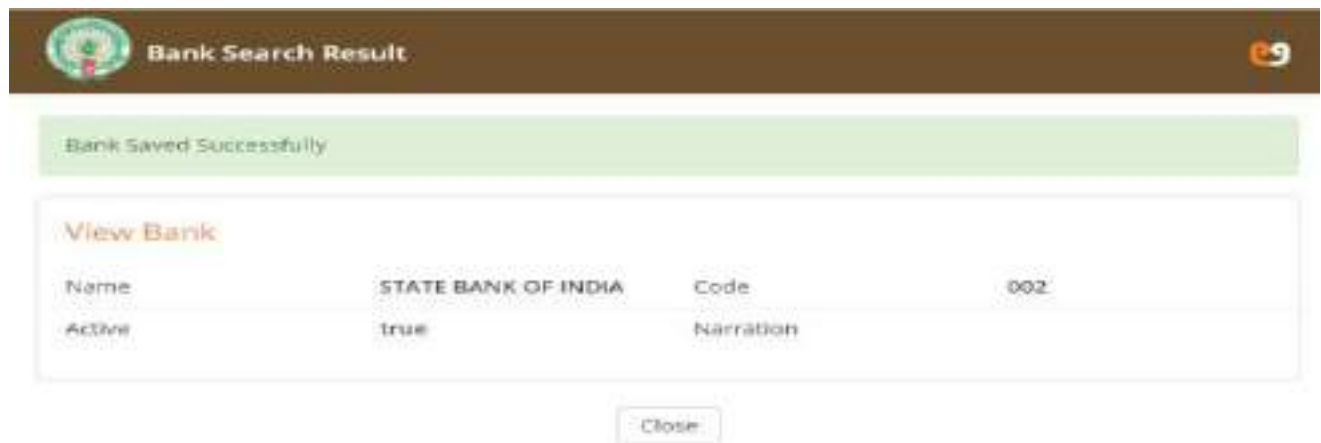 Bank Search Result
Bank Saved Successfully
View Bank
Name STATE BANK OF INDIA Code 002
Active true Narration
Close